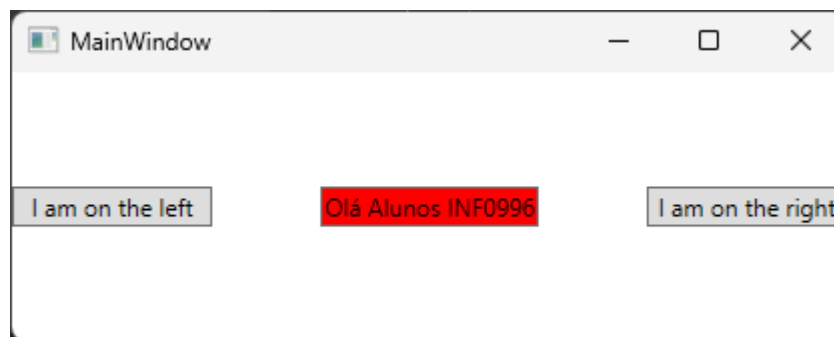 MainWindow
I am on the left
Olá Alunos INF0996
I am on the right